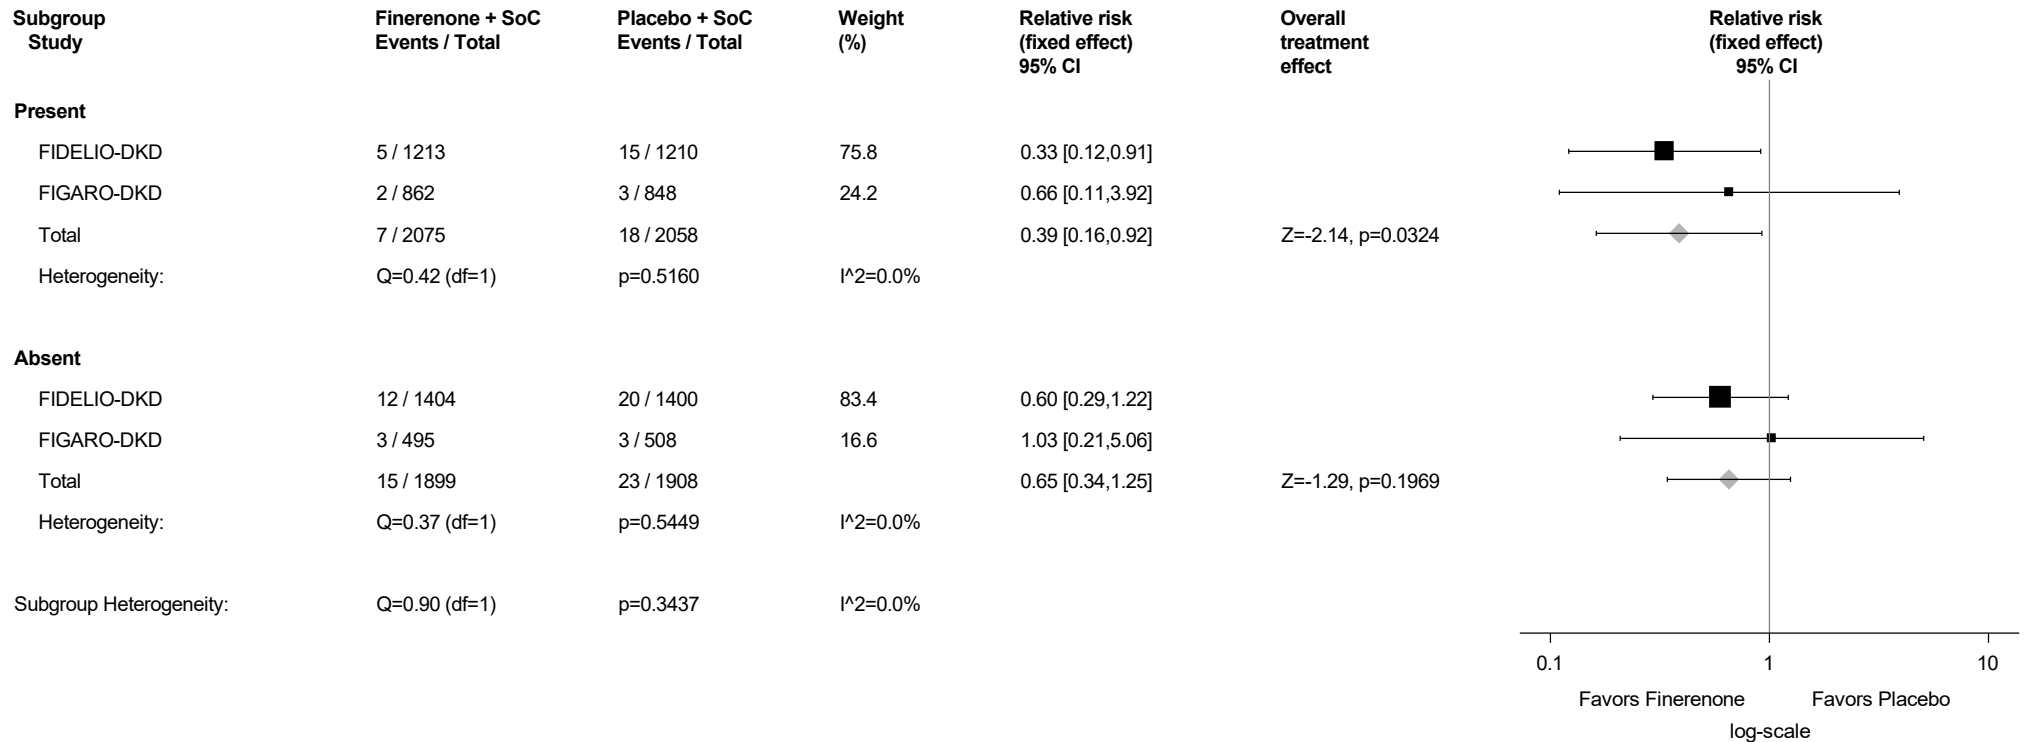 Subgroup Finerenone + SoC Placebo + SoC Weight Relative risk Overall Relative risk
Study Events / Total Events / Total (%) (fixed effect) treatment (fixed effect)
95% CI effect 95% CI
Present
FIDELIO-DKD 5 / 1213 15 / 1210 75.8 0.33 [0.12,0.91]
FIGARO-DKD 2 / 862 3 / 848 24.2 0.66 [0.11,3.92]
Total 7 / 2075 18 / 2058 0.39 [0.16,0.92] Z=-2.14, p=0.0324
Heterogeneity: Q=0.42 (df=1) p=0.5160 I^2=0.0%
Absent
FIDELIO-DKD 12 / 1404 20 / 1400 83.4 0.60 [0.29,1.22]
FIGARO-DKD 3 / 495 3 / 508 16.6 1.03 [0.21,5.06]
Total 15 / 1899 23 / 1908 0.65 [0.34,1.25] Z=-1.29, p=0.1969
Heterogeneity: Q=0.37 (df=1) p=0.5449 I^2=0.0%
Subgroup Heterogeneity: Q=0.90 (df=1) p=0.3437 I^2=0.0%
0.1 1 10
Favors Finerenone Favors Placebo
log-scale